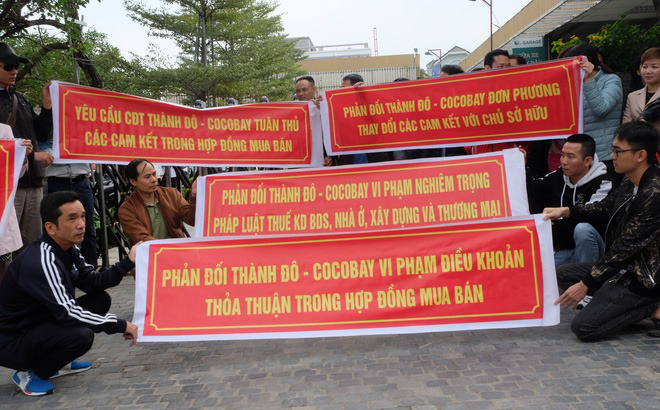 GARAGE
YÊU CẦU CĐT THÀNH ĐÔ - COCOBAY TUÂN THỦ
CÁC CAM KẾT TRONG HỢP ĐỒNG MUA BÁN
PHẢN ĐỐI THÀNH ĐÔ - COCOBAY ĐƠN PHƯƠNG
THAY ĐỔI CÁC CAM KẾT VỚI CHỦ SỞ HỮU
PHẢN ĐỐI THÀNH ĐÔ - COCOBAY VI PHẠM NGHIÊM TRỌNG
PHÁP LUẬT THUẾ KD BDS, NHÀ Ở, XÂY DỰNG VÀ THƯƠNG MẠI
PHẢN ĐỐI THÀNH ĐÔ - COCOBAY VI PHẠM ĐIỀU KHOẢN
THỎA THUẬN TRONG HỢP ĐỒNG MUA BÁN